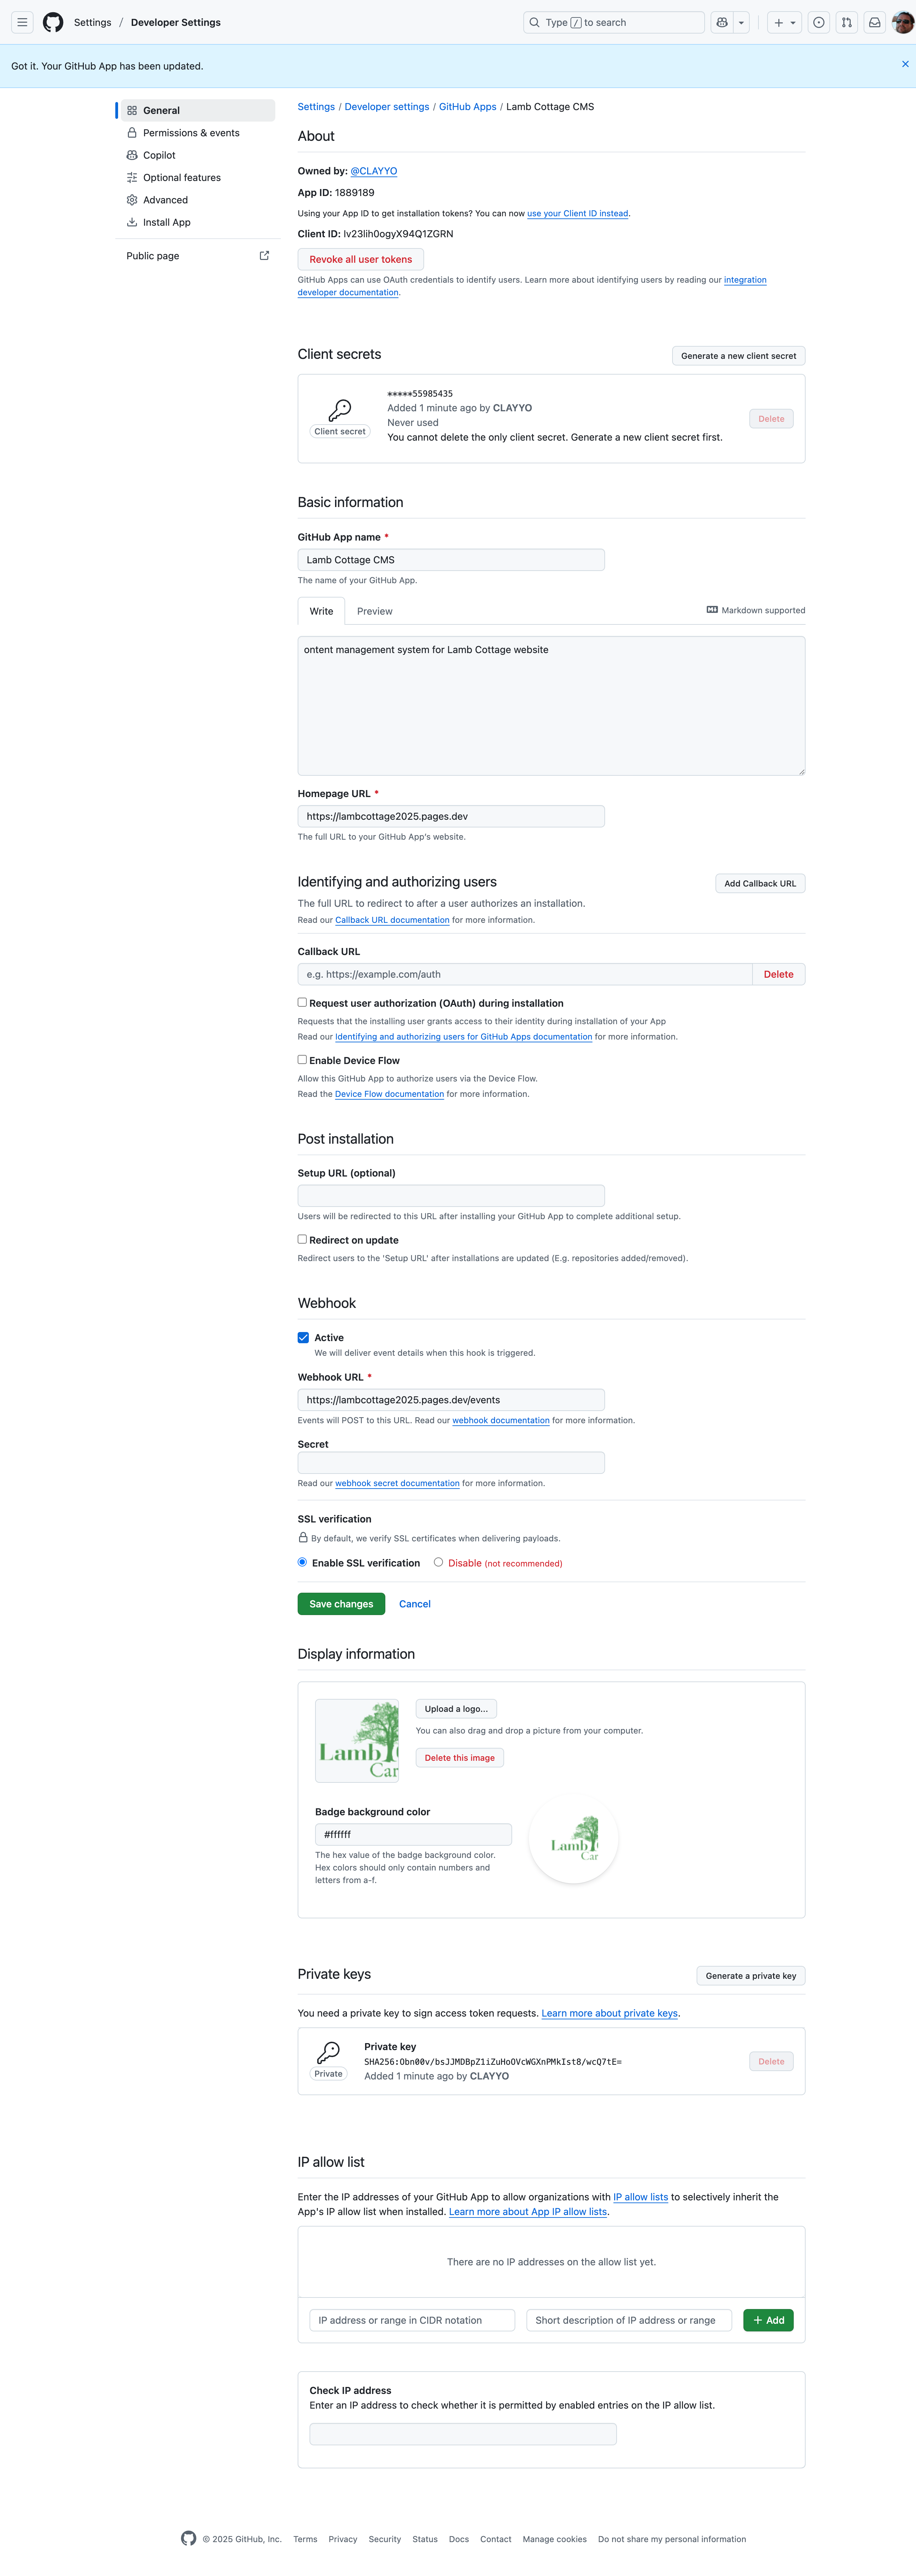 Settings / Developer Settings
Type / to search
Got it. Your GitHub App has been updated.
General
Permissions & events
Copilot
Optional features
Advanced
Install App
Public page
Settings / Developer settings / GitHub Apps / Lamb Cottage CMS
About
Owned by: @CLAYYO
App ID: 1889189
Using your App ID to get installation tokens? You can now use your Client ID instead.
Client ID: Iv23lih0ogyX94Q1ZGRN
Revoke all user tokens
GitHub Apps can use OAuth credentials to identify users. Learn more about identifying users by reading our integration
developer documentation.
Client secrets
Generate a new client secret
*****55985435
Added 1 minute ago by CLAYYO
Never used
You cannot delete the only client secret. Generate a new client secret first.
Client secret
Delete
Basic information
GitHub App name *
Lamb Cottage CMS
The name of your GitHub App.
Write Preview
Markdown supported
ontent management system for Lamb Cottage website
Homepage URL *
https://lambcottage2025.pages.dev
The full URL to your GitHub App's website.
Identifying and authorizing users
Add Callback URL
The full URL to redirect to after a user authorizes an installation.
Read our Callback URL documentation for more information.
Callback URL
e.g. https://example.com/auth
Delete
Request user authorization (OAuth) during installation
Requests that the installing user grants access to their identity during installation of your App
Read our Identifying and authorizing users for GitHub Apps documentation for more information.
Enable Device Flow
Allow this GitHub App to authorize users via the Device Flow.
Read the Device Flow documentation for more information.
Post installation
Setup URL (optional)
Users will be redirected to this URL after installing your GitHub App to complete additional setup.
Redirect on update
Redirect users to the 'Setup URL' after installations are updated (E.g. repositories added/removed).
Webhook
Active
We will deliver event details when this hook is triggered.
Webhook URL *
https://lambcottage2025.pages.dev/events
Events will POST to this URL. Read our webhook documentation for more information.
Secret
Read our webhook secret documentation for more information.
SSL verification
By default, we verify SSL certificates when delivering payloads.
Enable SSL verification
Disable (not recommended)
Save changes
Cancel
Display information
Lamb
Car
Upload a logo...
You can also drag and drop a picture from your computer.
Delete this image
Badge background color
#ffffff
The hex value of the badge background color.
Hex colors should only contain numbers and
letters from a-f.
Lamb
Car
Private keys
Generate a private key
You need a private key to sign access token requests. Learn more about private keys.
Private key
SHA256:Obn00v/bsJJMDBpZ1iZuHoOVcWGXnPMkIst8/wcQ7tE=
Added 1 minute ago by CLAYYO
Private
Delete
IP allow list
Enter the IP addresses of your GitHub App to allow organizations with IP allow lists to selectively inherit the
App's IP allow list when installed. Learn more about App IP allow lists.
There are no IP addresses on the allow list yet.
IP address or range in CIDR notation
Short description of IP address or range
Add
Check IP address
Enter an IP address to check whether it is permitted by enabled entries on the IP allow list.
© 2025 GitHub, Inc. Terms Privacy Security Status Docs Contact Manage cookies Do not share my personal information